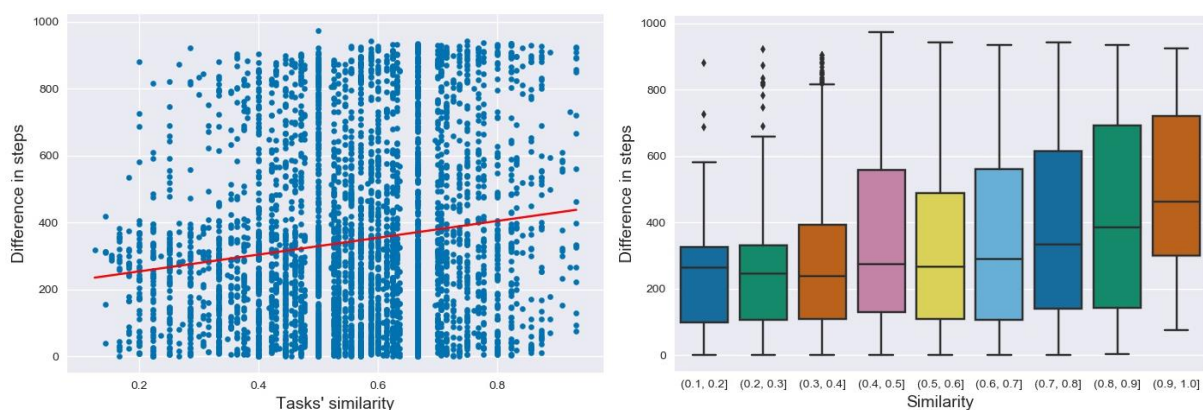 Difference in steps
1000
800
600
400
200
0
0.2 0.4 0.6 0.8
Tasks' similarity
Difference in steps
1000
800
600
400
200
0
(0.1, 0.2] (0.2, 0.3] (0.3, 0.4] (0.4, 0.5] (0.5, 0.6] (0.6, 0.7] (0.7, 0.8] (0.8, 0.9] (0.9, 1.0]
Similarity